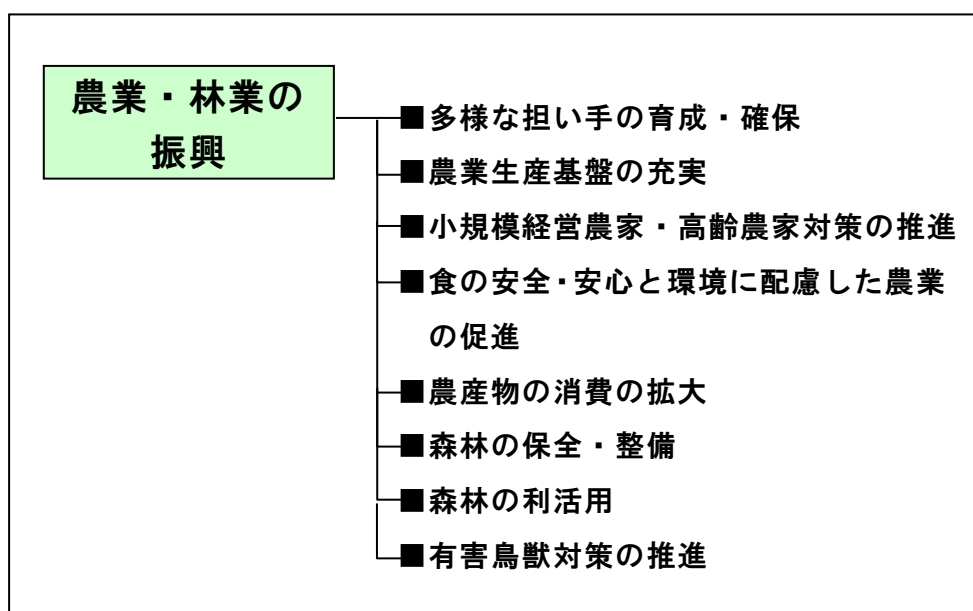 農業・林業の
振興
■多様な担い手の育成・確保
■農業生産基盤の充実
■小規模経営農家・高齢農家対策の推進
■食の安全・安心と環境に配慮した農業
の促進
■農産物の消費の拡大
■森林の保全・整備
■森林の利活用
■有害鳥獣対策の推進